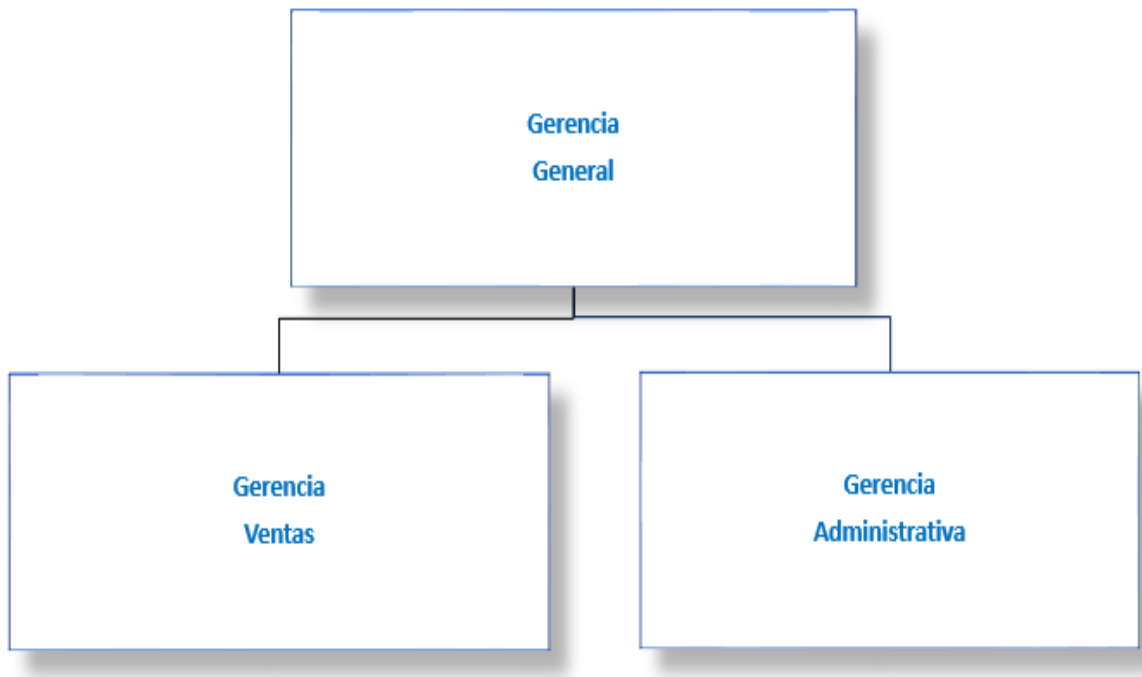 Gerencia
General
Gerencia
Ventas
Gerencia
Administrativa